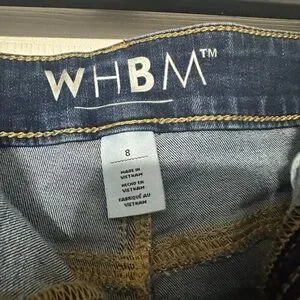 WHBM™
8
MADE IN
VIETNAM
HECHO EN
VIETNAM
FABRIQUÉ AU
VIETNAM